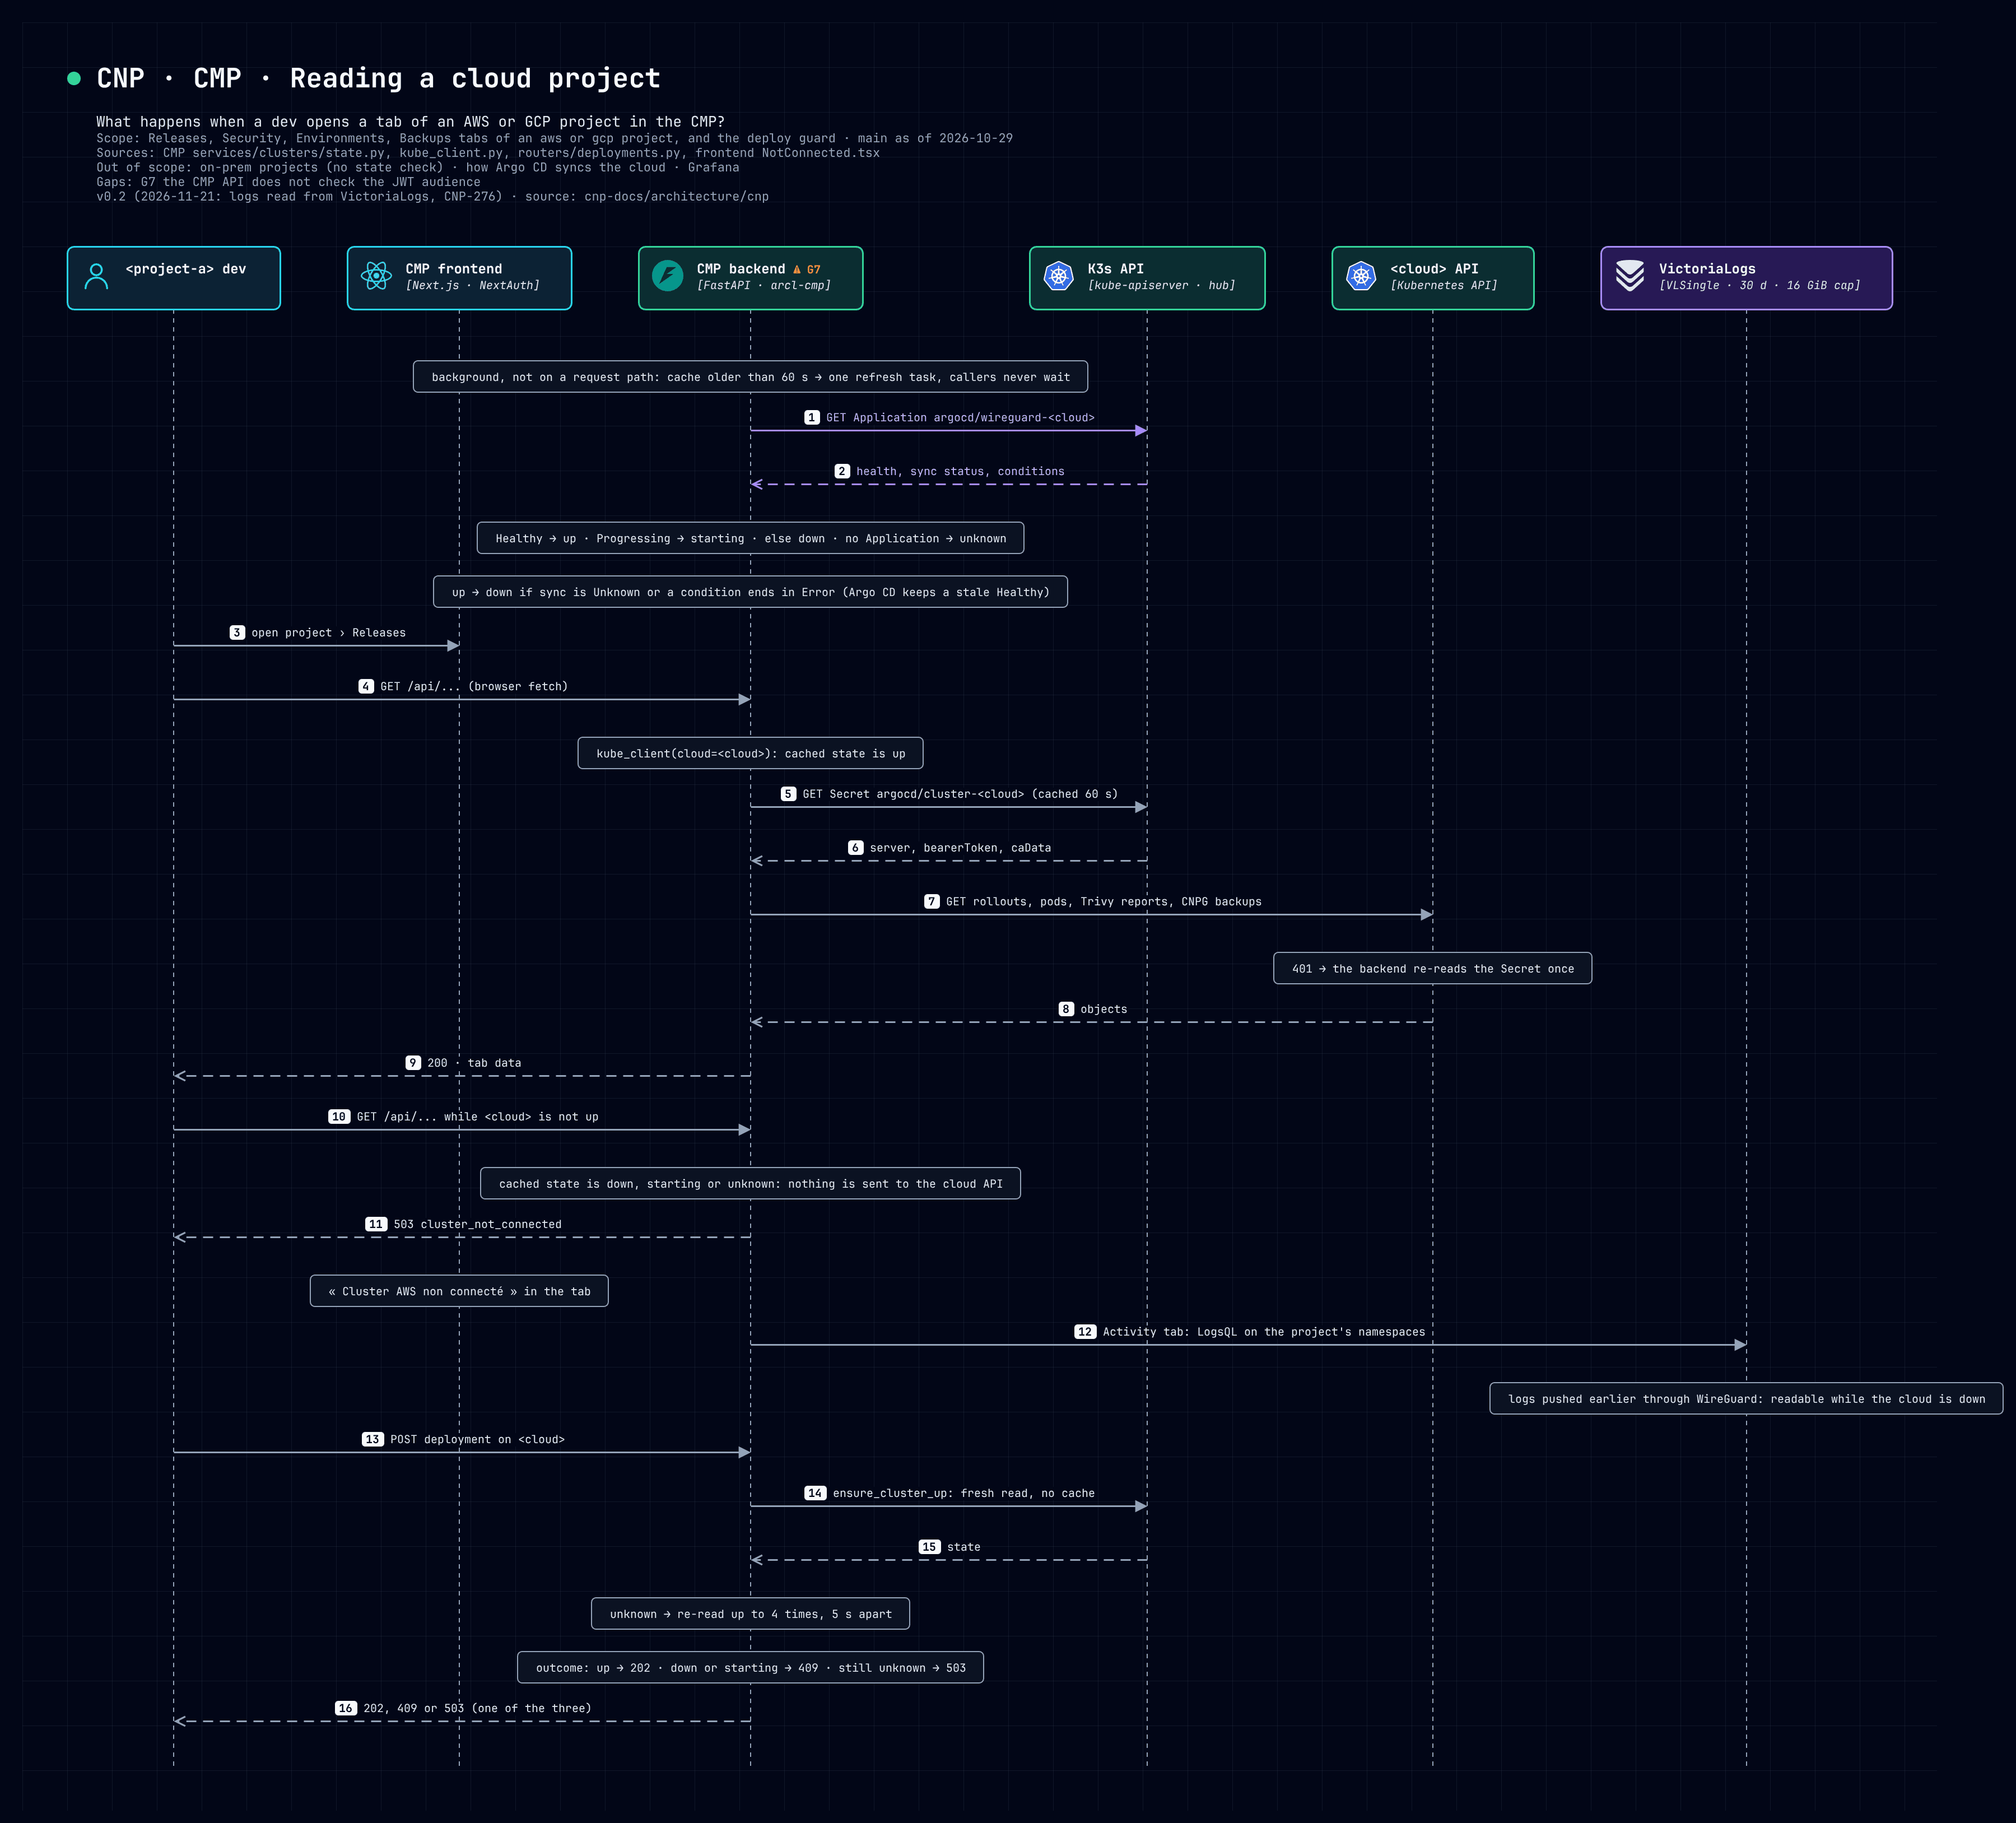 CNP · CMP · Reading a cloud project
What happens when a dev opens a tab of an AWS or GCP project in the CMP?
Scope: Releases, Security, Environments, Backups tabs of an aws or gcp project, and the deploy guard · main as of 2026-10-29
Sources: CMP services/clusters/state.py, kube_client.py, routers/deployments.py, frontend NotConnected.tsx
Out of scope: on-prem projects (no state check) · how Argo CD syncs the cloud · Grafana
Gaps: G7 the CMP API does not check the JWT audience
v0.2 (2026-11-21: logs read from VictoriaLogs, CNP-276) · source: cnp-docs/architecture/cnp
<project-a> dev
CMP frontend
[Next.js · NextAuth]
CMP backend ⚠ G7
[FastAPI · arcl-cmp]
K3s API
[kube-apiserver · hub]
<cloud> API
[Kubernetes API]
VictoriaLogs
[VLSingle · 30 d · 16 GiB cap]
background, not on a request path: cache older than 60 s → one refresh task, callers never wait
1 GET Application argocd/wireguard-<cloud>
2 health, sync status, conditions
Healthy → up · Progressing → starting · else down · no Application → unknown
up → down if sync is Unknown or a condition ends in Error (Argo CD keeps a stale Healthy)
3 open project › Releases
4 GET /api/... (browser fetch)
kube_client(cloud=<cloud>): cached state is up
5 GET Secret argocd/cluster-<cloud> (cached 60 s)
6 server, bearerToken, caData
7 GET rollouts, pods, Trivy reports, CNPG backups
401 → the backend re-reads the Secret once
8 objects
9 200 · tab data
10 GET /api/... while <cloud> is not up
cached state is down, starting or unknown: nothing is sent to the cloud API
11 503 cluster_not_connected
« Cluster AWS non connecté » in the tab
12 Activity tab: LogsQL on the project's namespaces
logs pushed earlier through WireGuard: readable while the cloud is down
13 POST deployment on <cloud>
14 ensure_cluster_up: fresh read, no cache
15 state
unknown → re-read up to 4 times, 5 s apart
outcome: up → 202 · down or starting → 409 · still unknown → 503
16 202, 409 or 503 (one of the three)